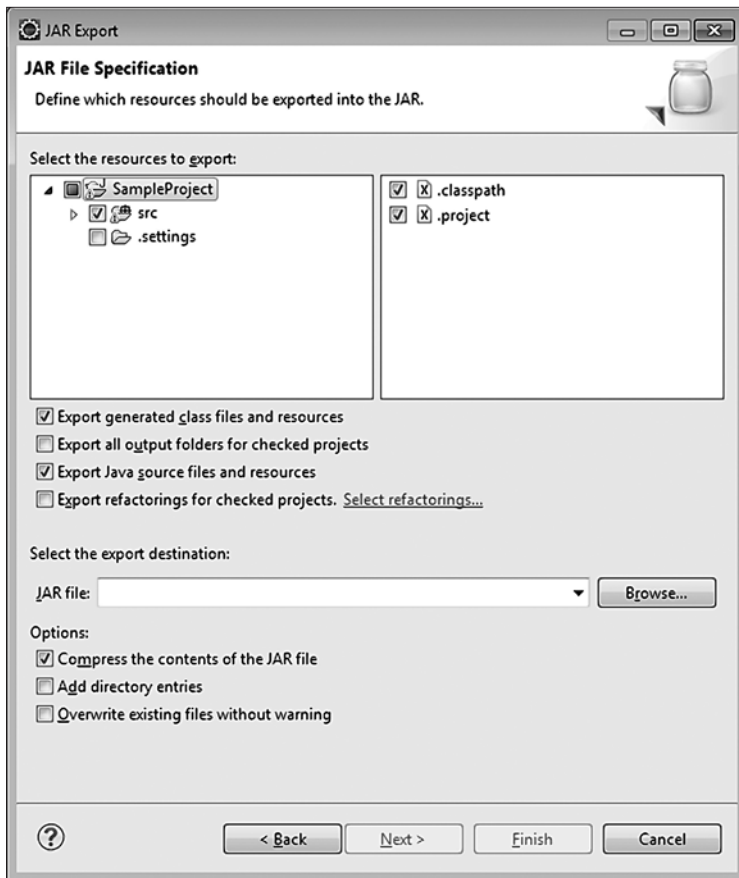 JAR Export
JAR File Specification
Define which resources should be exported into the JAR.
Select the resources to export:
SampleProject
src
.settings
.classpath
.project
Export generated class files and resources
Export all output folders for checked projects
Export Java source files and resources
Export refactorings for checked projects. Select refactorings...
Select the export destination:
JAR file:
Browse...
Options:
Compress the contents of the JAR file
Add directory entries
Overwrite existing files without warning
< Back
Next >
Finish
Cancel